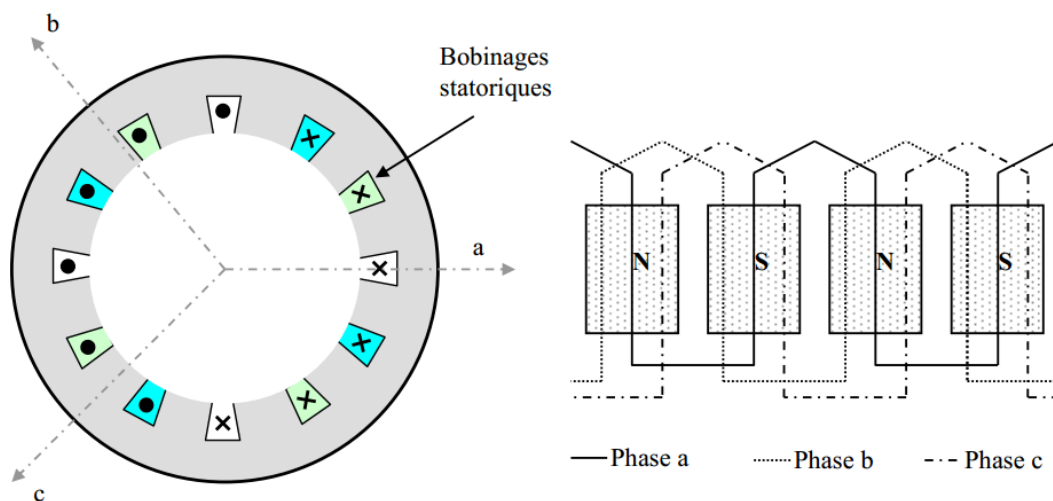 b
Bobinages
statoriques
a
c
N
S
N
S
Phase a
Phase b
Phase c